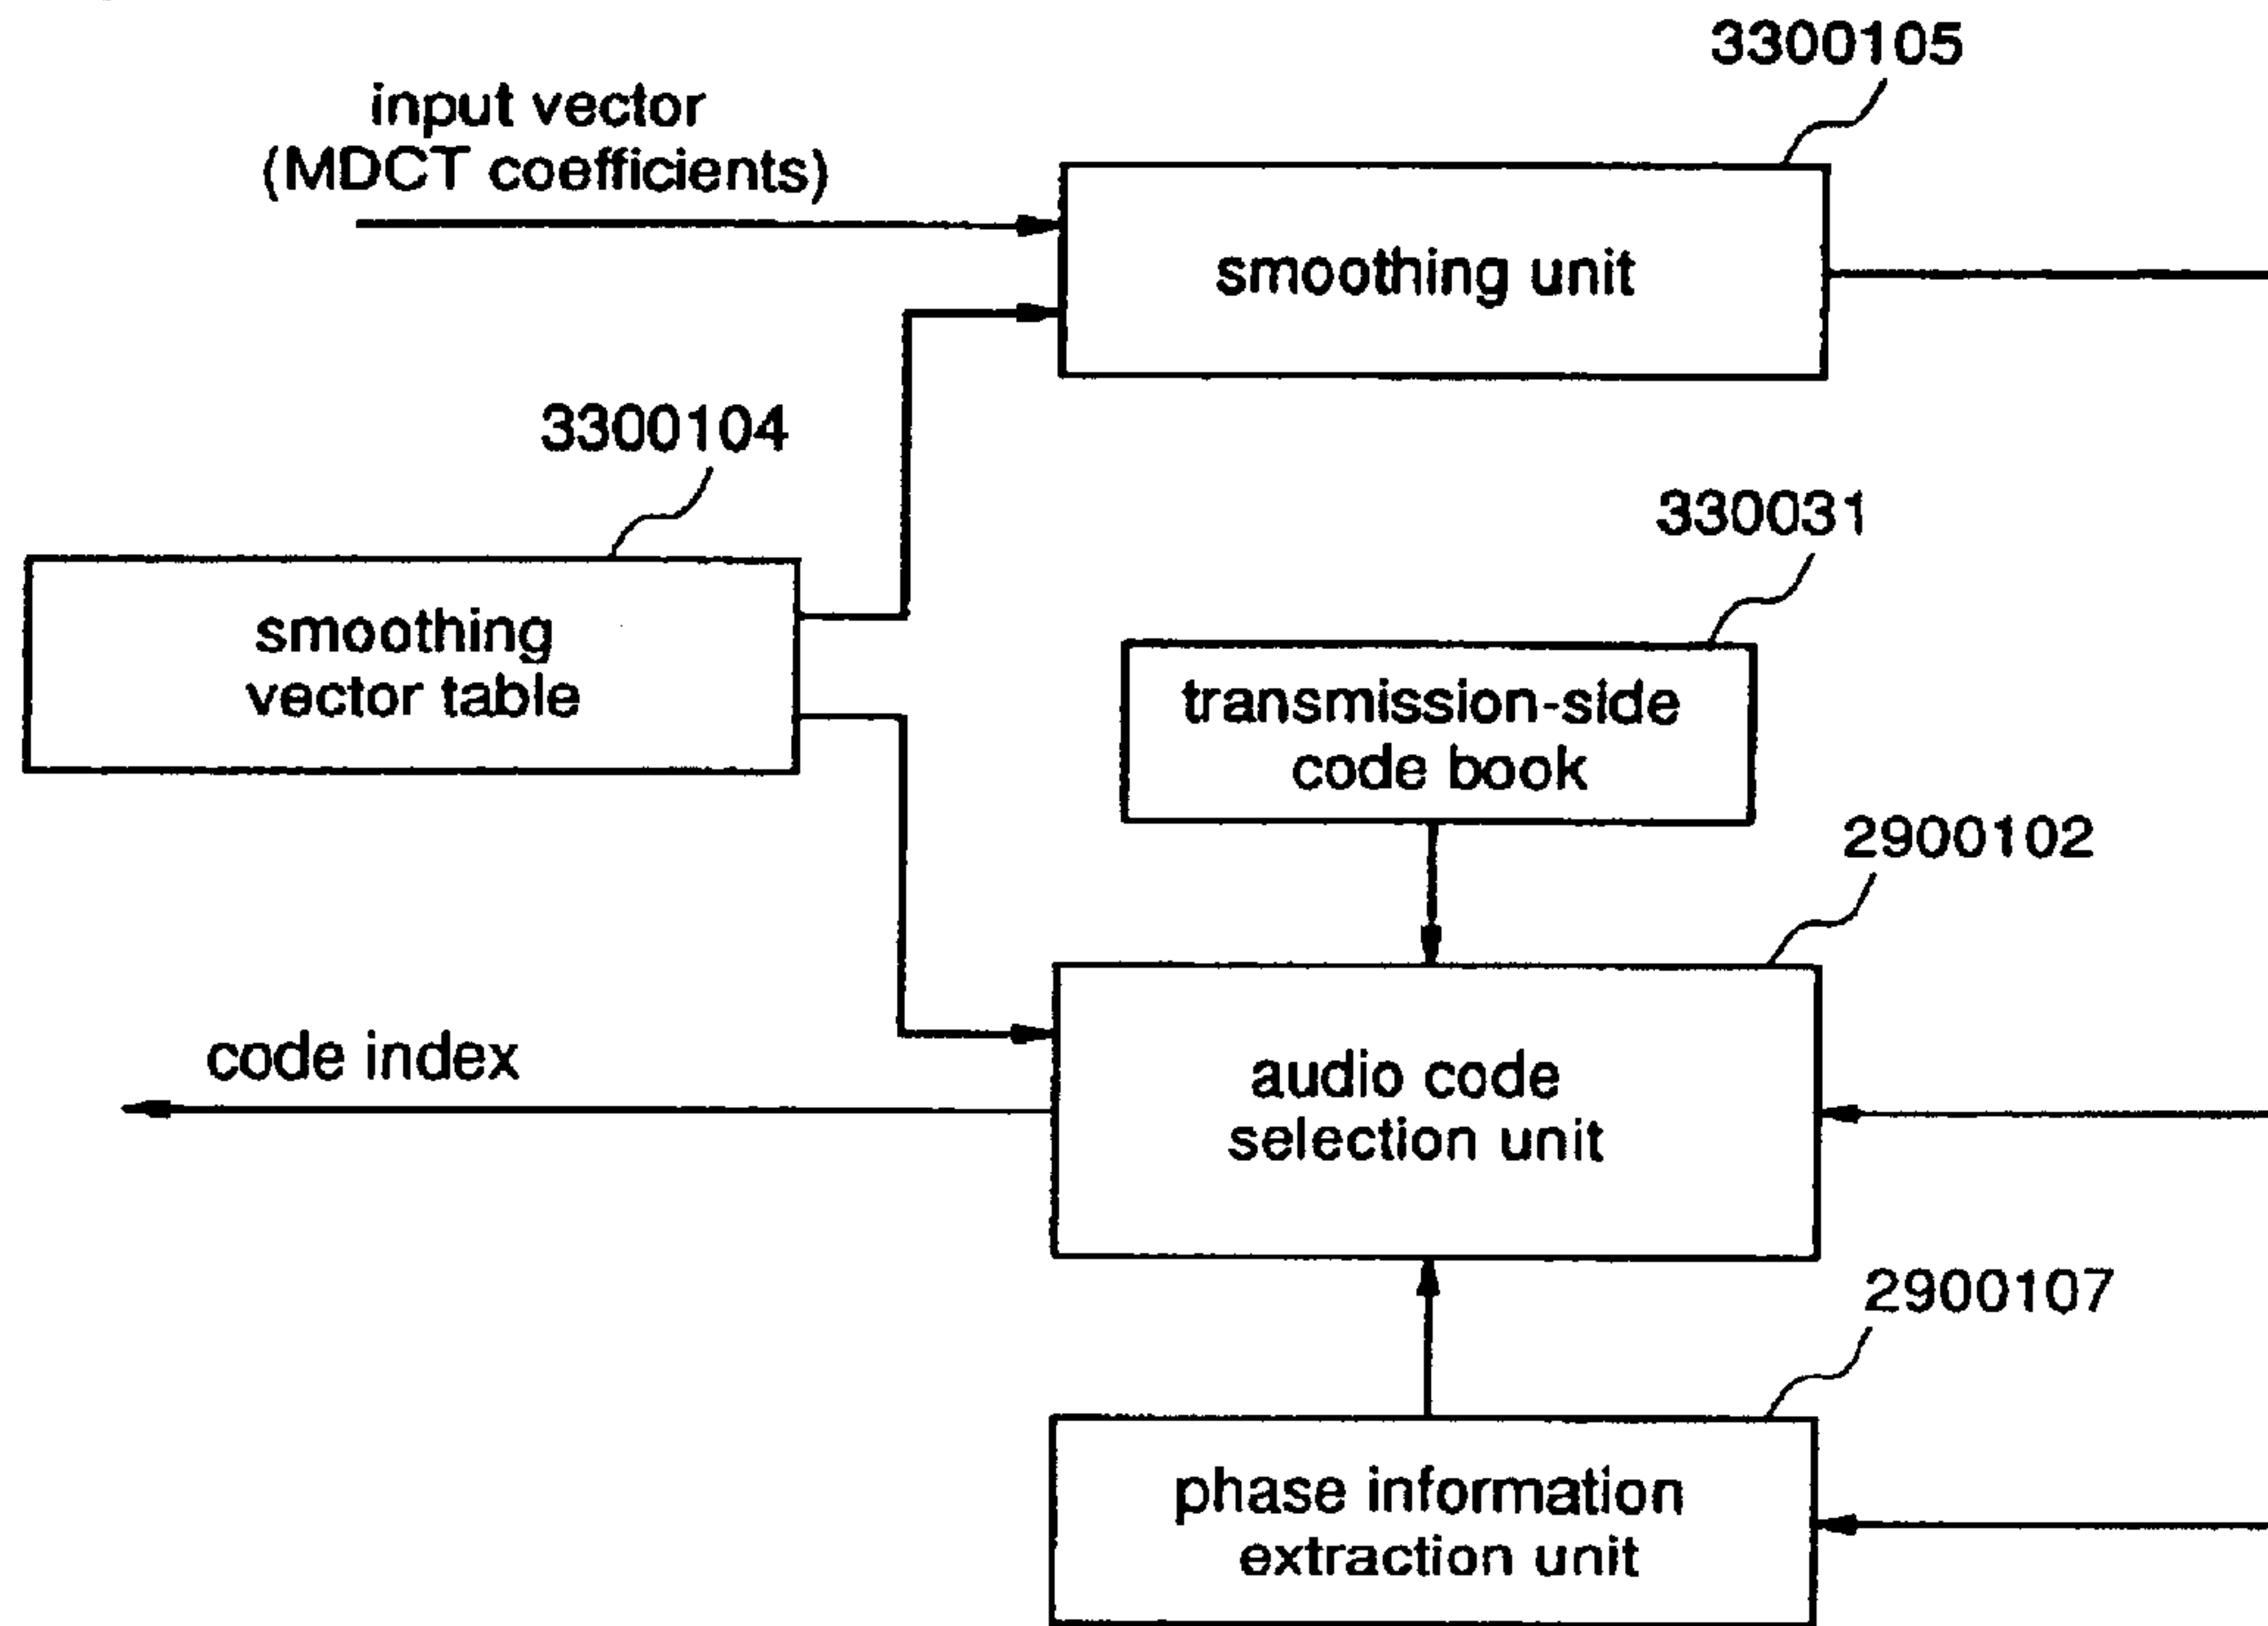 3300105
input vector
(MDCT coefficients)
smoothing unit
3300104
330031
smoothing
vector table
transmission-side
code book
2900102
code index
audio code
selection unit
2900107
phase information
extraction unit